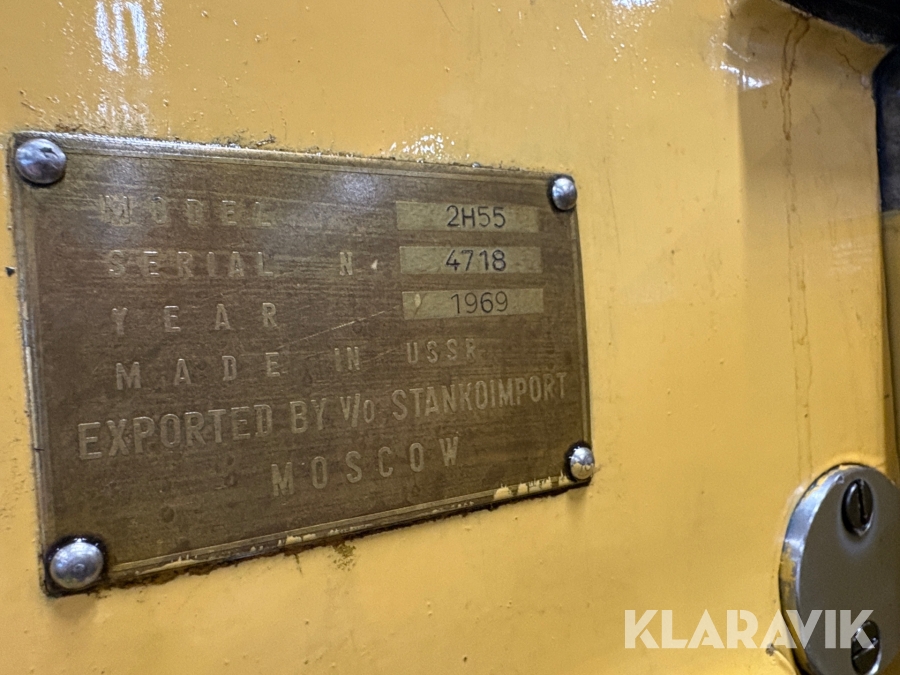 MODEL 2H55
SERIAL N. 4718
YEAR 1969
MADE IN USSR
EXPORTED BY V/O STANKOIMPORT
MOSCOW
KLARAVIK